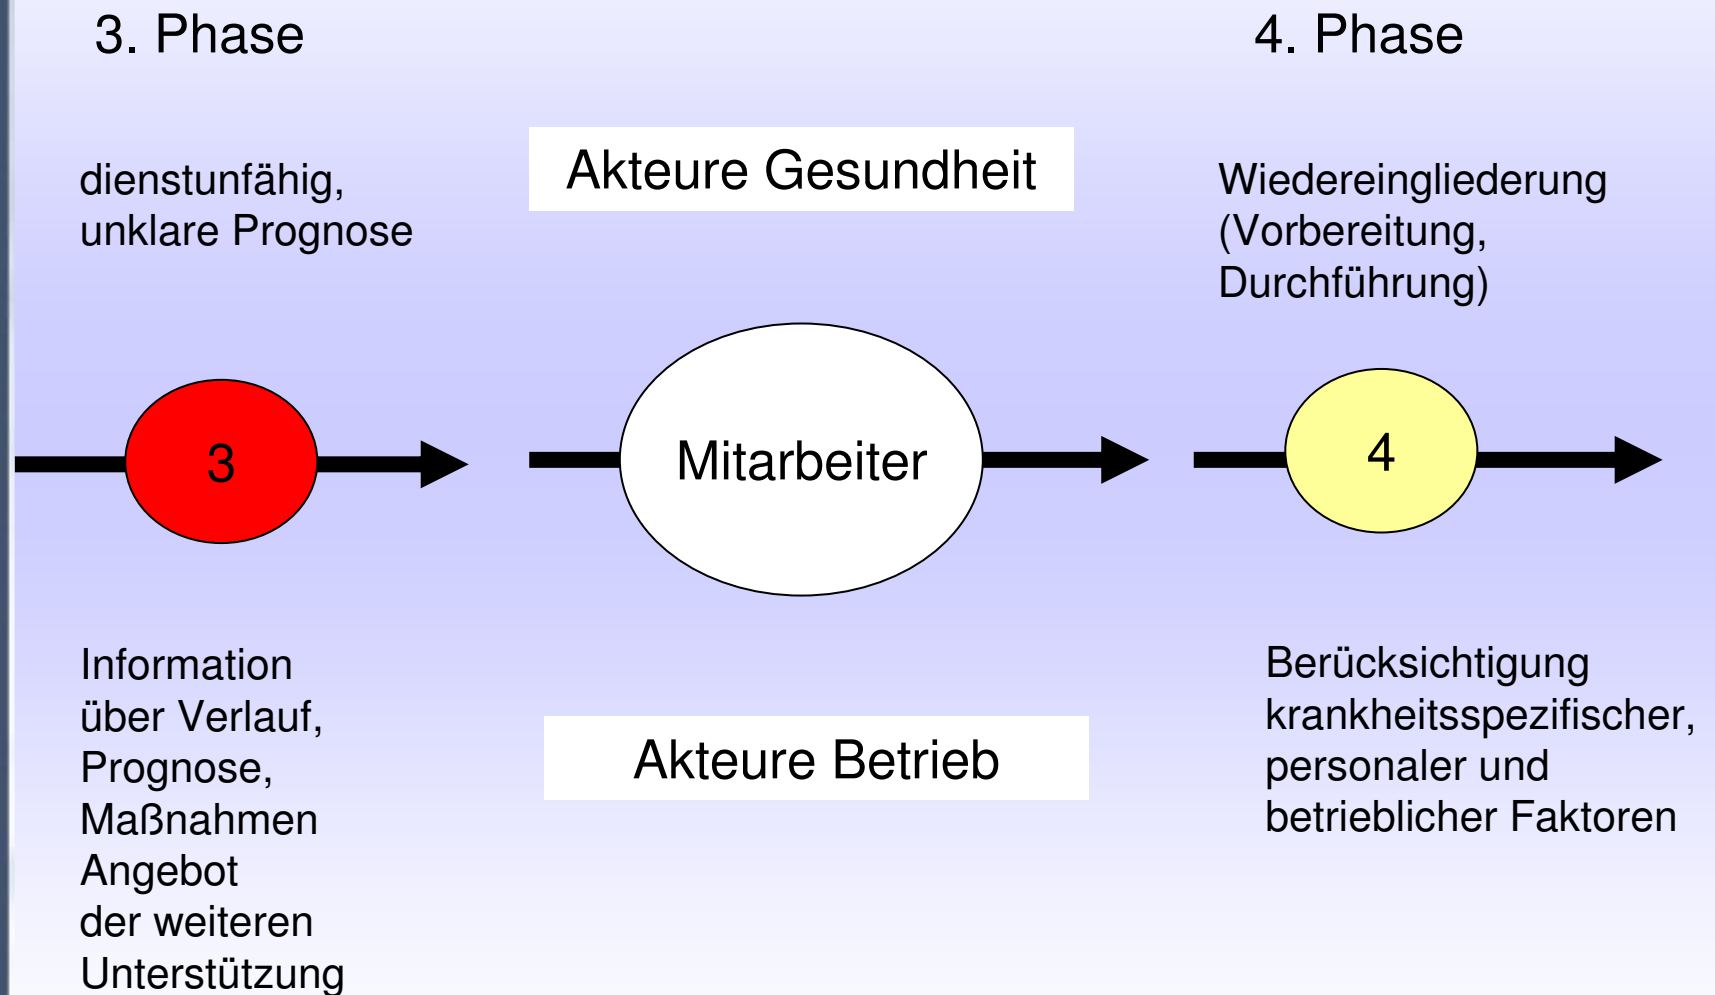 3. Phase
4. Phase
dienstunfähig,
unklare Prognose
Akteure Gesundheit
Wiedereingliederung
(Vorbereitung,
Durchführung)
3
Mitarbeiter
4
Information
über Verlauf,
Prognose,
Maßnahmen
Angebot
der weiteren
Unterstützung
Akteure Betrieb
Berücksichtigung
krankheitsspezifischer,
personaler und
betrieblicher Faktoren